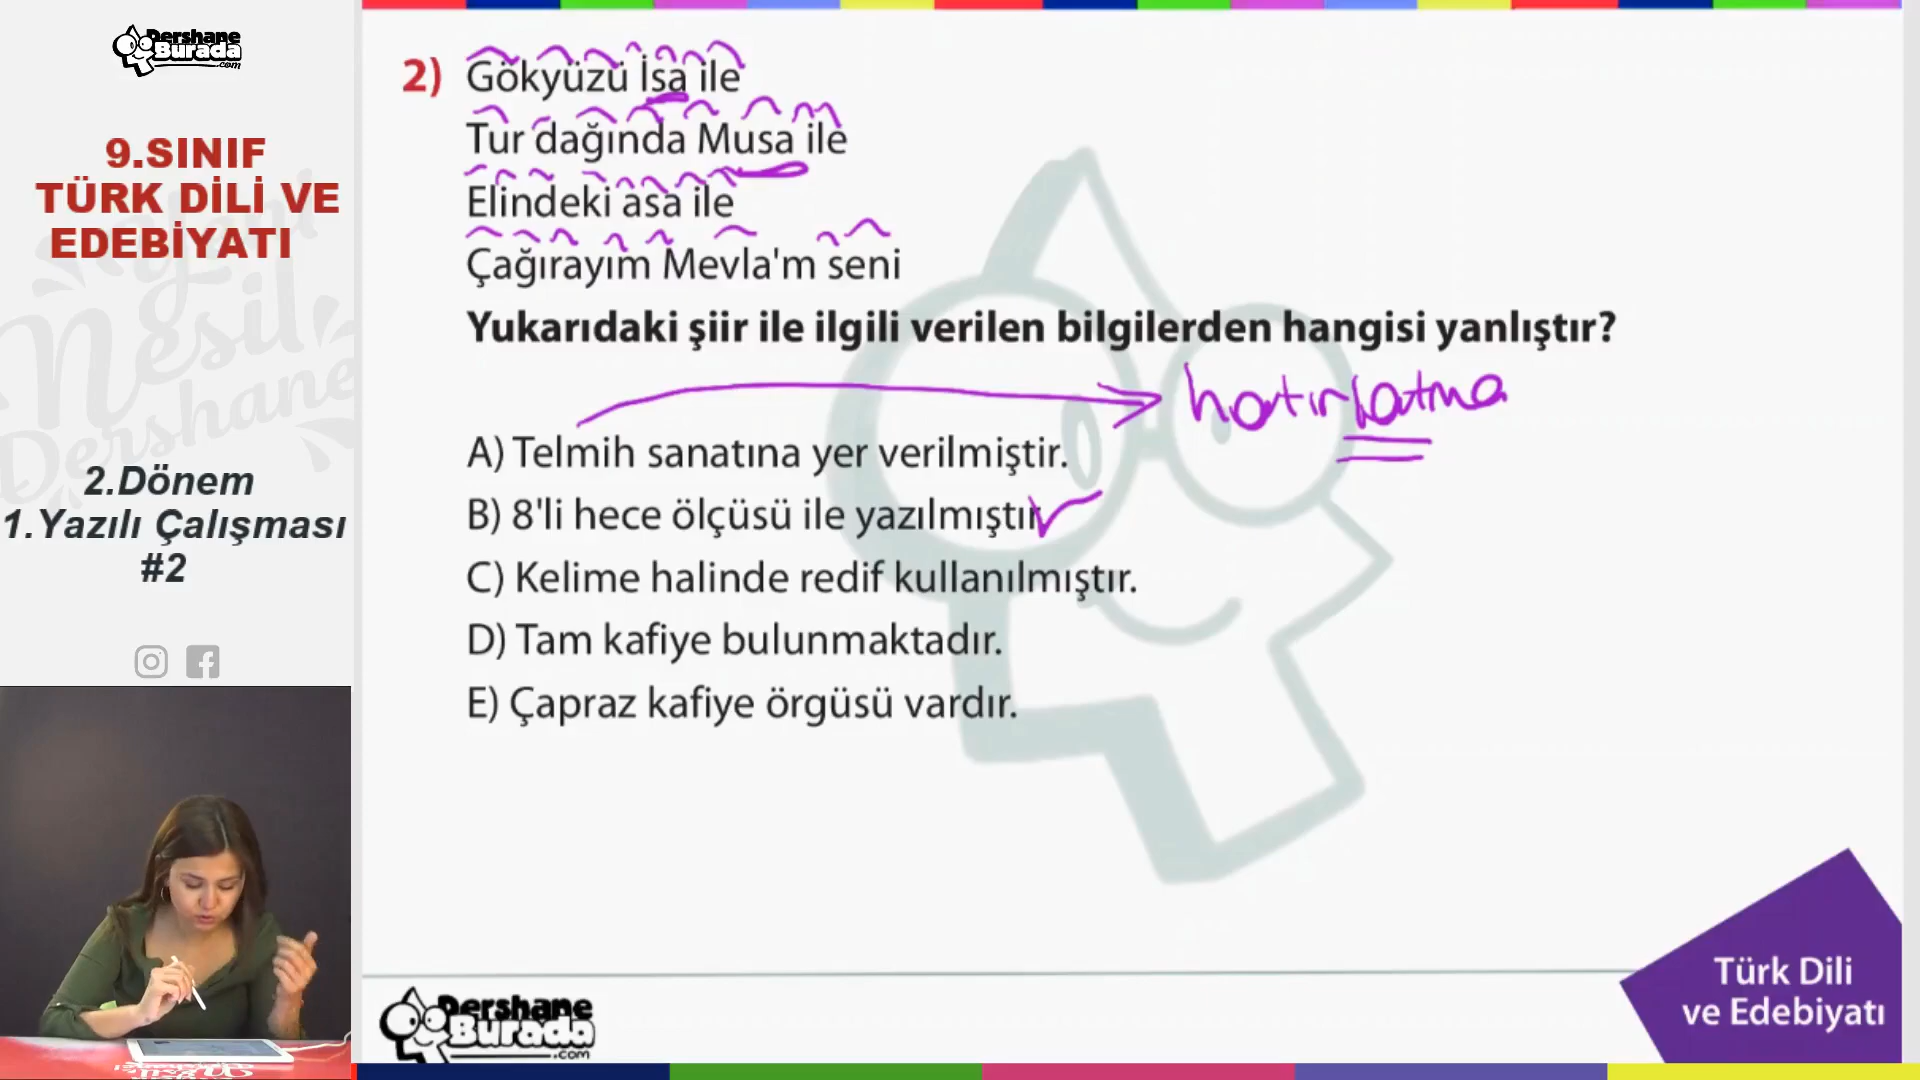 Dershane
Burada
.com
9.SINIF
TÜRK DİLİ VE
EDEBİYATI
2.Dönem
1.Yazılı Çalışması
#2
Yeni
Nesil
Dershane
2) Gökyüzü İsa ile
Tur dağında Musa ile
Elindeki asa ile
Çağırayım Mevla'm seni
Yukarıdaki şiir ile ilgili verilen bilgilerden hangisi yanlıştır?
hatırlatma
A) Telmih sanatına yer verilmiştir.
B) 8'li hece ölçüsü ile yazılmıştır
C) Kelime halinde redif kullanılmıştır.
D) Tam kafiye bulunmaktadır.
E) Çapraz kafiye örgüsü vardır.
Dershane
Burada
.com
Türk Dili
ve Edebiyatı